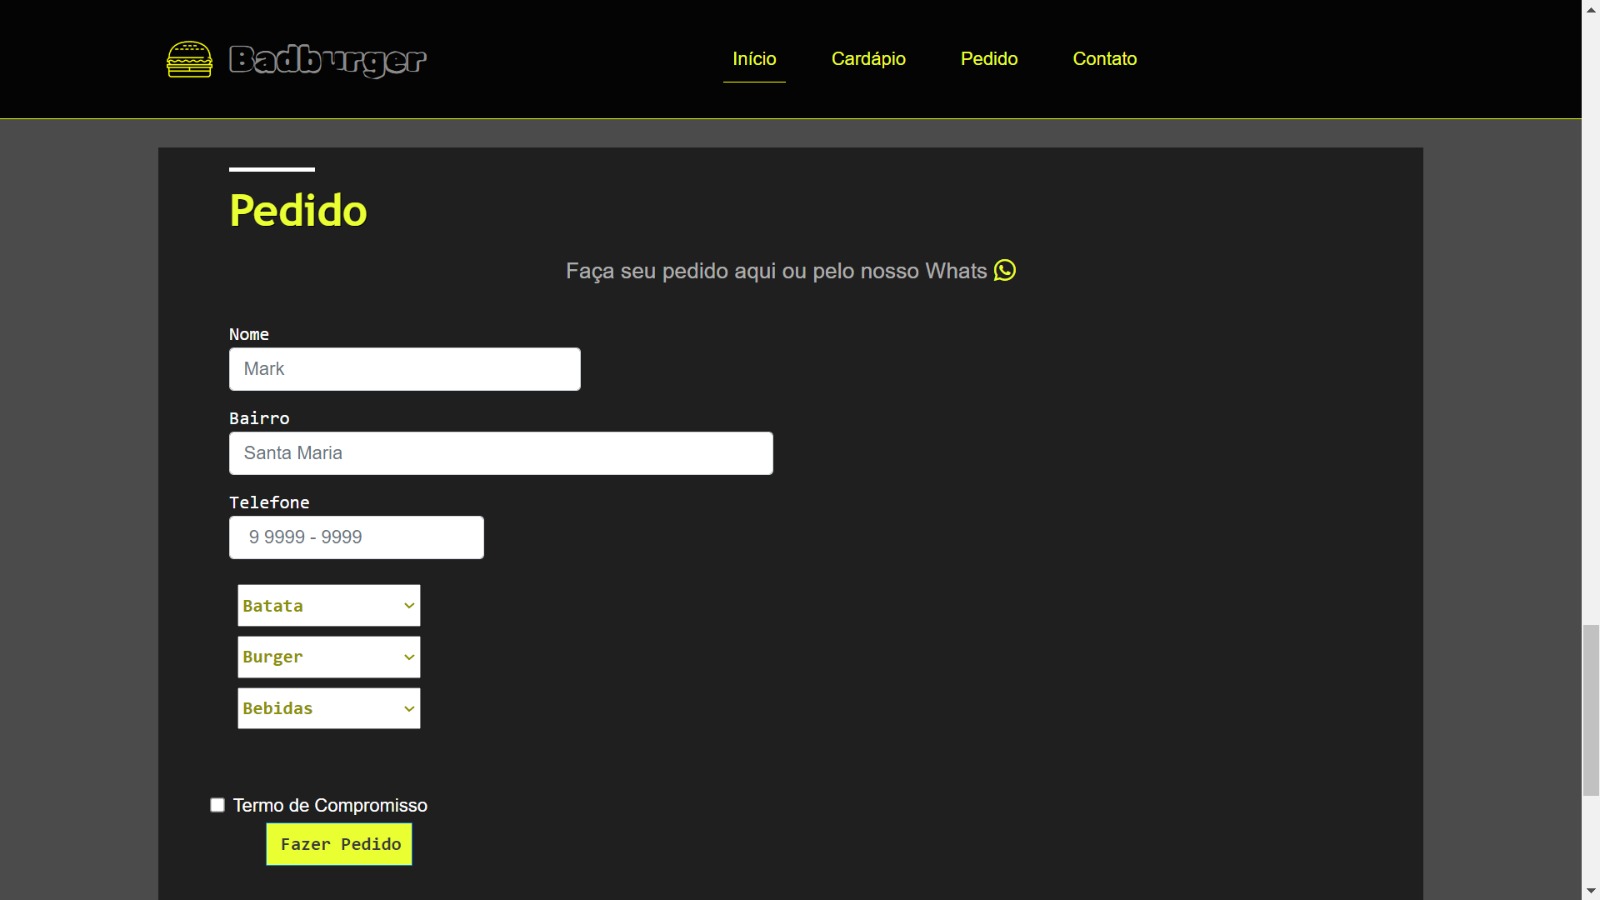 Badburger
Início Cardápio Pedido Contato
Pedido
Faça seu pedido aqui ou pelo nosso Whats
Nome
Mark
Bairro
Santa Maria
Telefone
9 9999 - 9999
Batata
Burger
Bebidas
Termo de Compromisso
Fazer Pedido